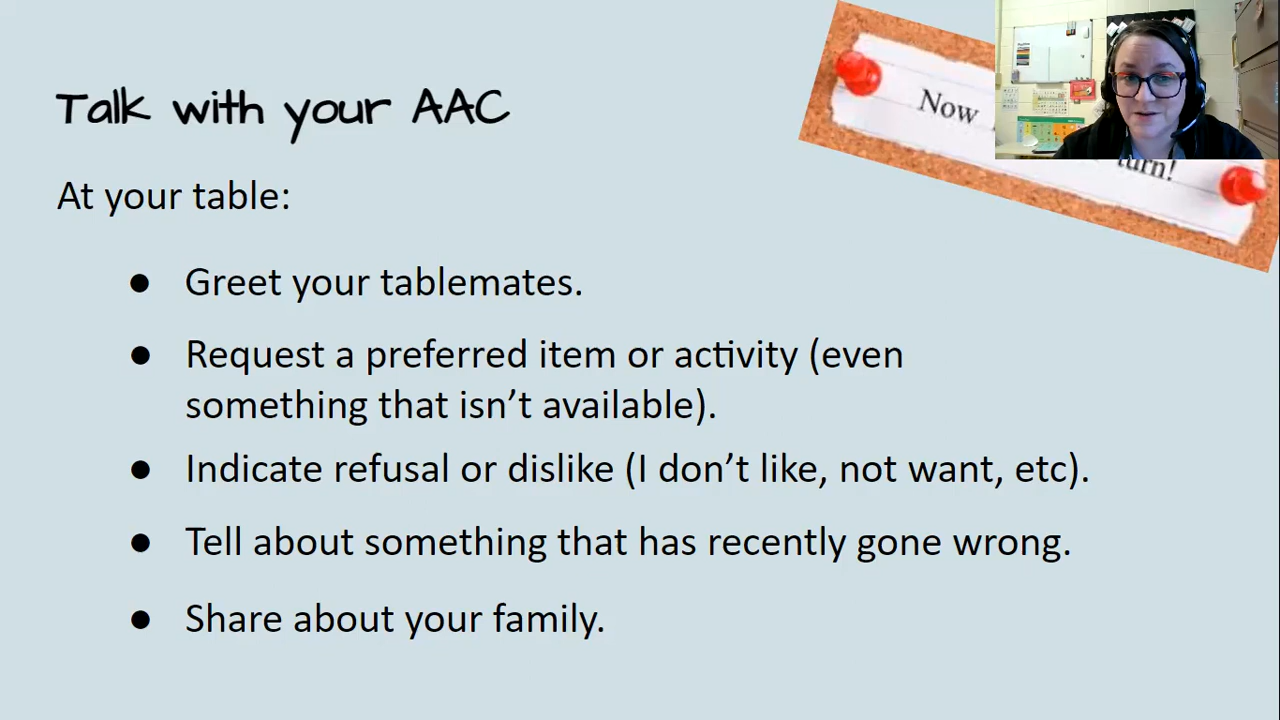 Talk with your AAC
Now
turn!
At your table:
● Greet your tablemates.
● Request a preferred item or activity (even
something that isn’t available).
● Indicate refusal or dislike (I don’t like, not want, etc).
● Tell about something that has recently gone wrong.
● Share about your family.